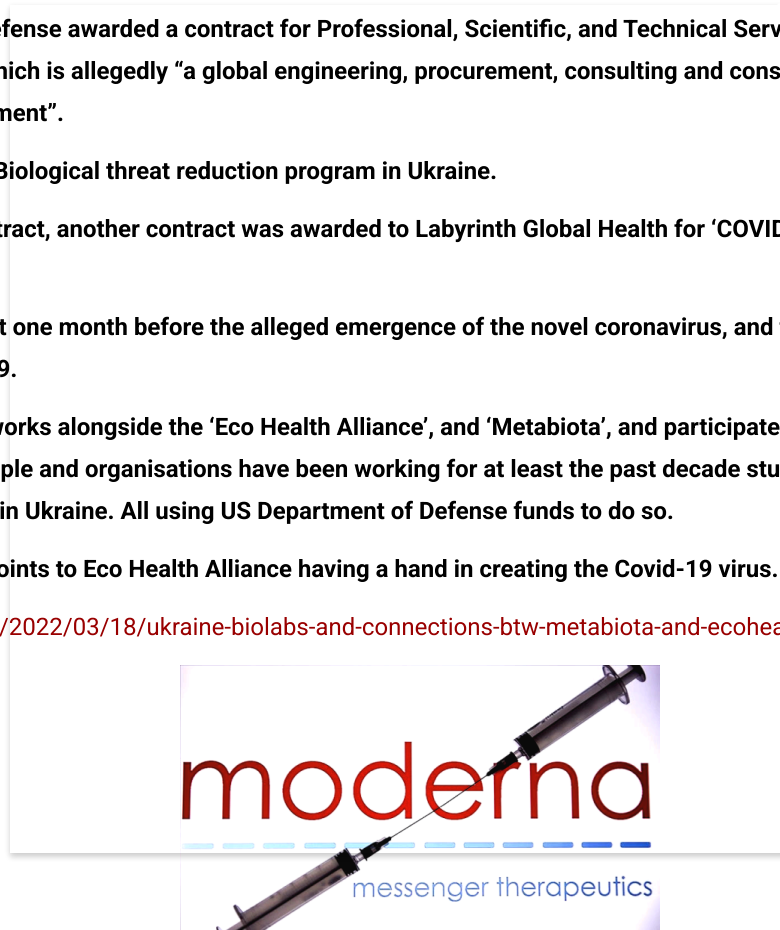 efense awarded a contract for Professional, Scientific, and Technical Serv
hich is allegedly “a global engineering, procurement, consulting and cons
ment”.
Biological threat reduction program in Ukraine.
tract, another contract was awarded to Labyrinth Global Health for ‘COVID
t one month before the alleged emergence of the novel coronavirus, and
9.
works alongside the ‘Eco Health Alliance’, and ‘Metabiota’, and participate
ple and organisations have been working for at least the past decade stu
in Ukraine. All using US Department of Defense funds to do so.
oints to Eco Health Alliance having a hand in creating the Covid-19 virus.
/2022/03/18/ukraine-biolabs-and-connections-btw-metabiota-and-ecohea
moderna
messenger therapeutics